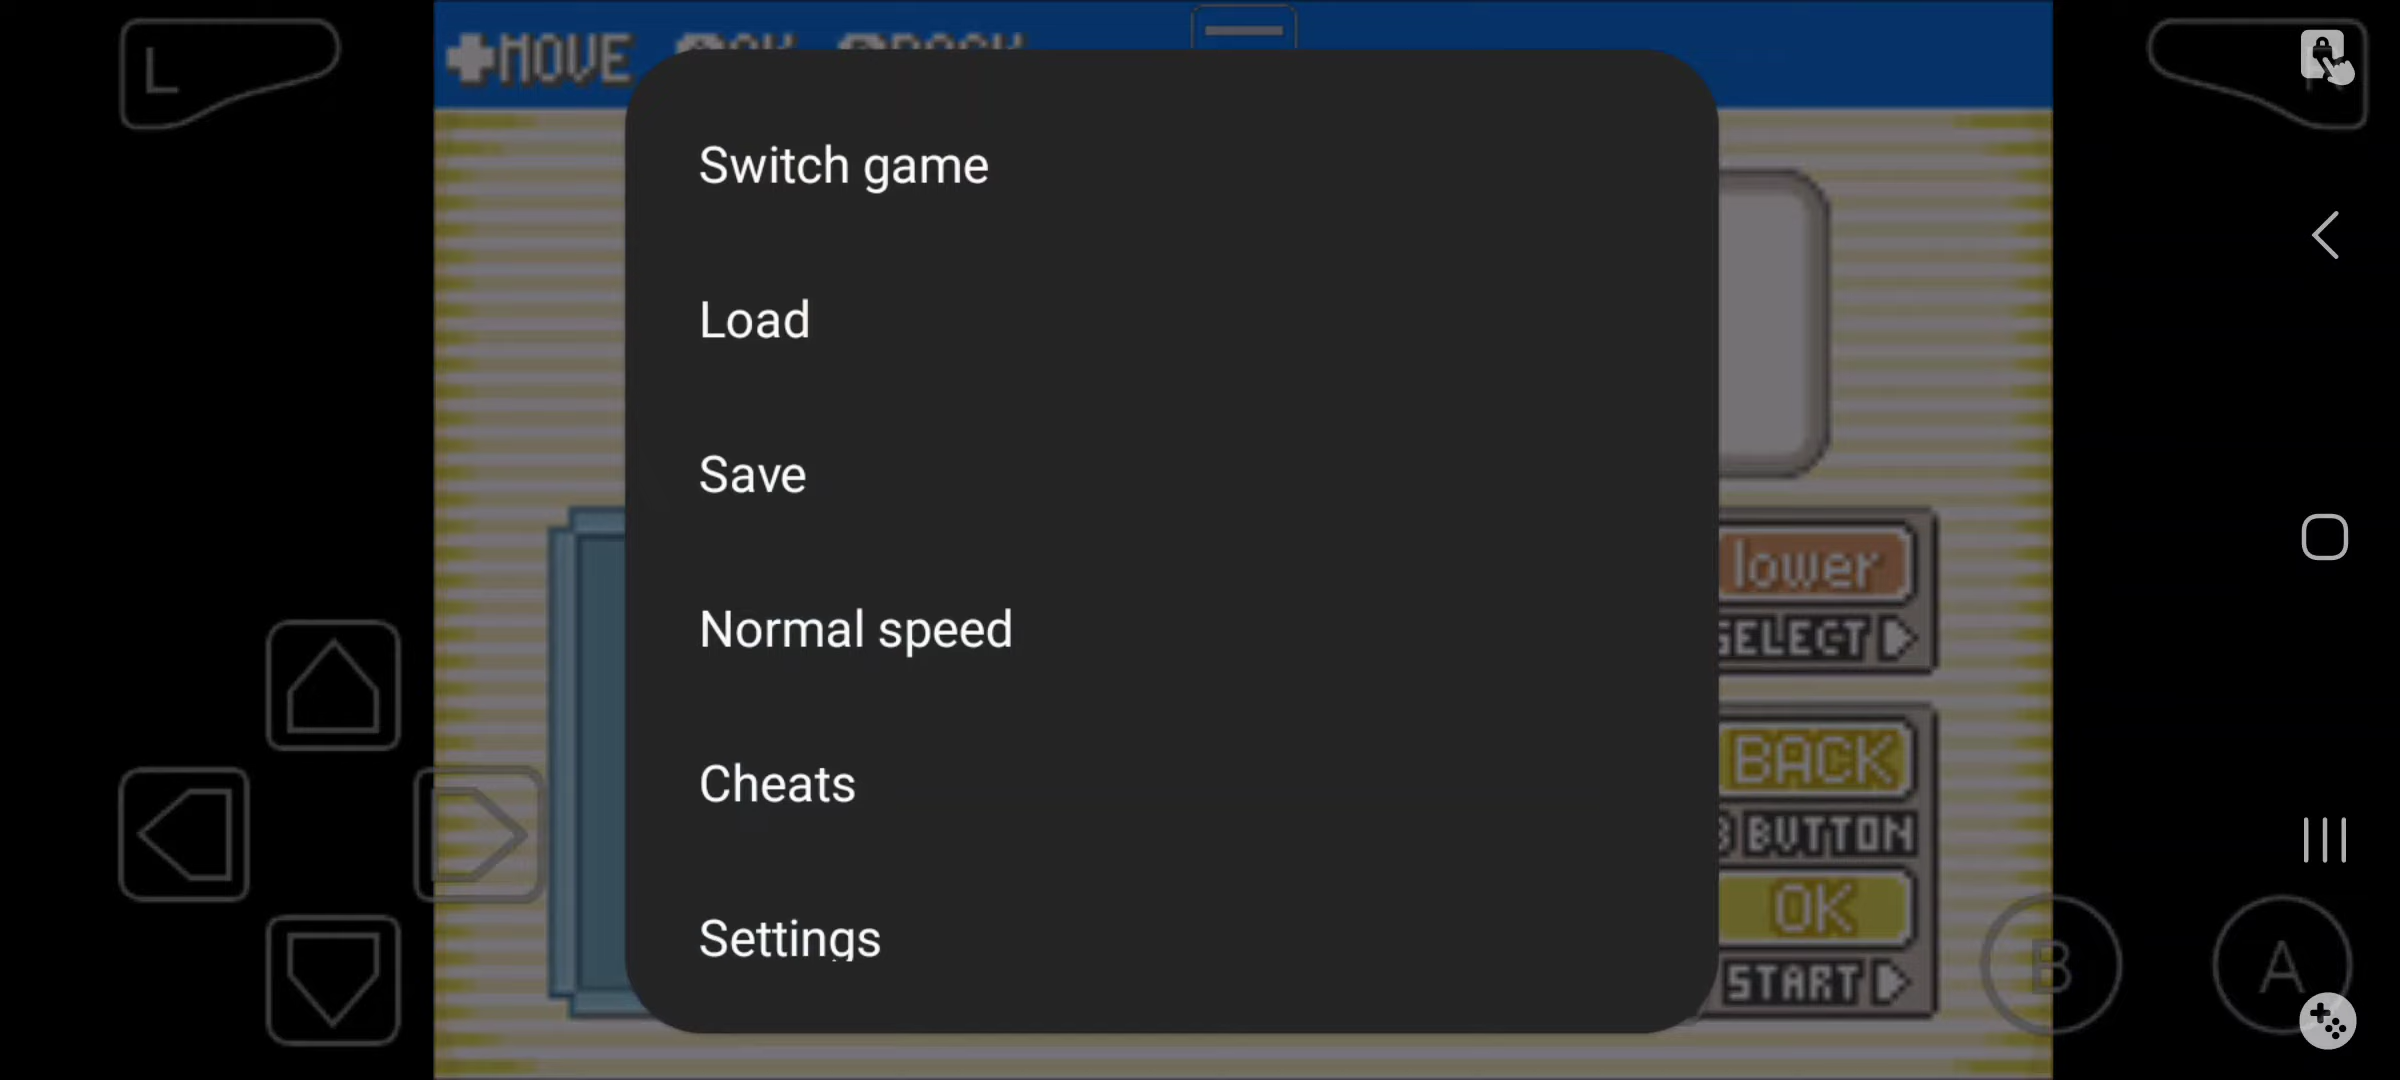 L
MOVE
Switch game
Load
Save
Normal speed
Cheats
Settings
lower
SELECT
BACK
BUTTON
OK
START
B
A